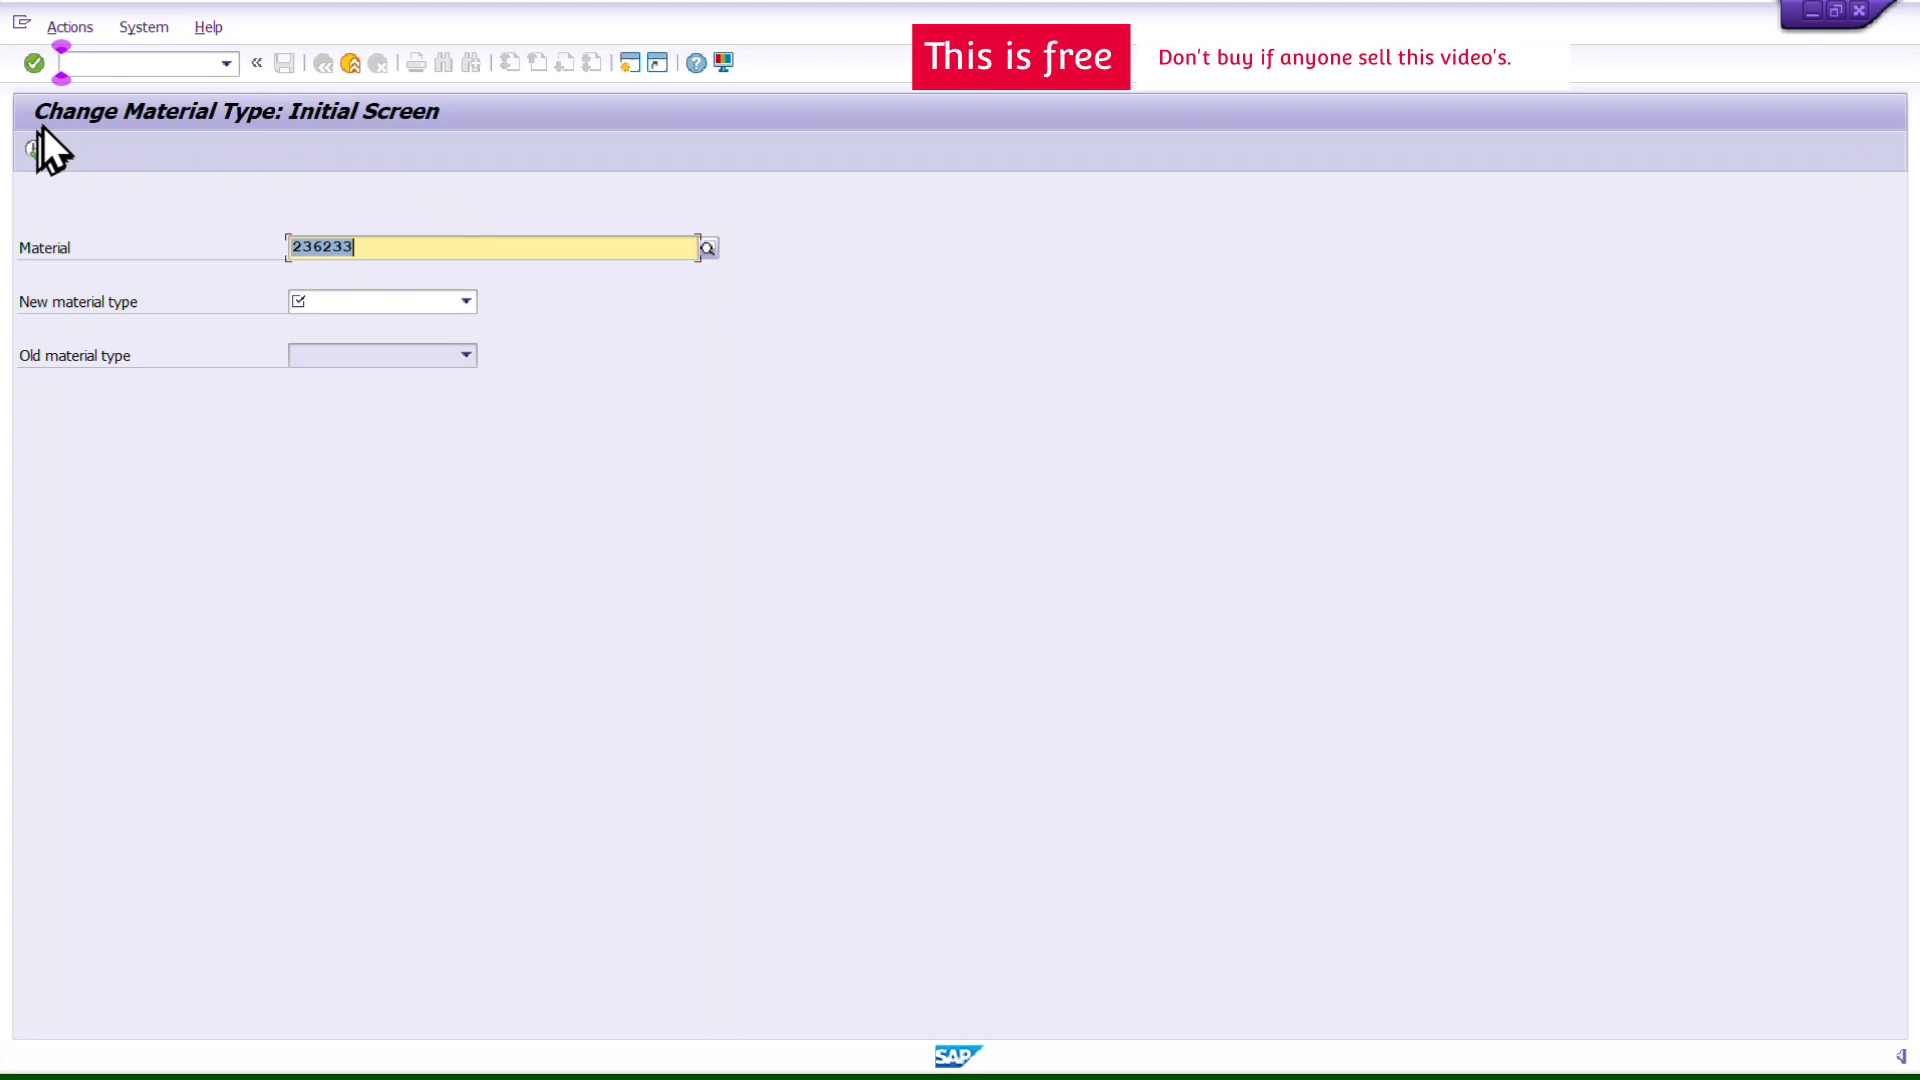 Actions System Help
This is free
Don't buy if anyone sell this video's.
Change Material Type: Initial Screen
Material 236233
New material type
Old material type
SAP